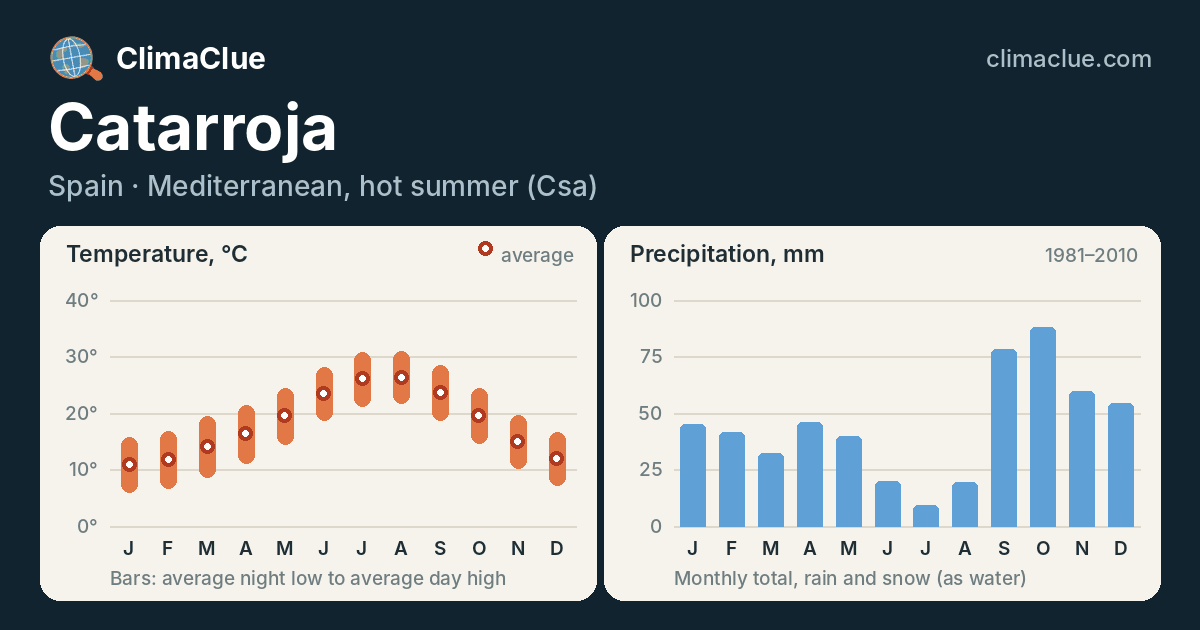 ClimaClue
climaclue.com
Catarroja
Spain · Mediterranean, hot summer (Csa)
Temperature, °C
average
40°
30°
20°
10°
0°
J F M A M J J A S O N D
Bars: average night low to average day high
Precipitation, mm
1981–2010
100
75
50
25
0
J F M A M J J A S O N D
Monthly total, rain and snow (as water)